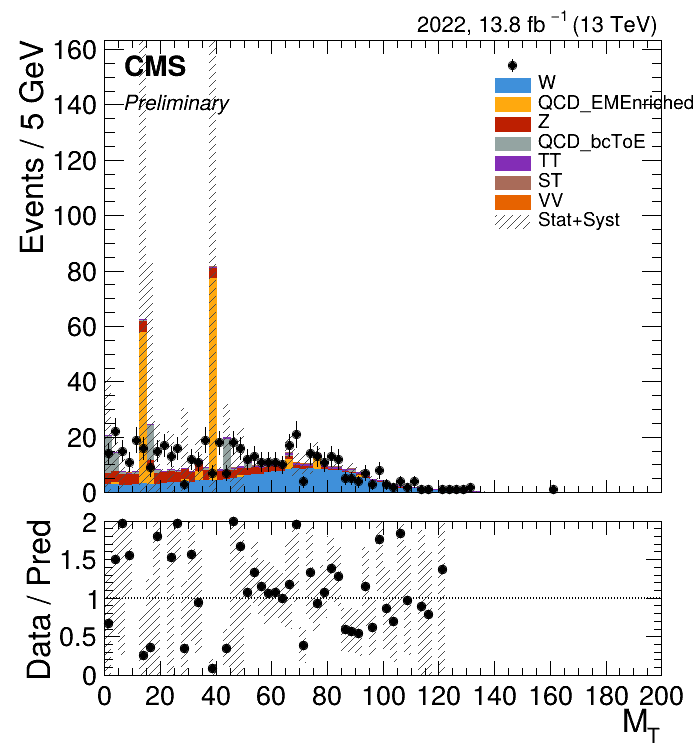 2022, 13.8 fb⁻¹ (13 TeV)
CMS
Preliminary
W
QCD_EMEnriched
Z
QCD_bcToE
TT
ST
VV
Stat+Syst
Events / 5 GeV
160
140
120
100
80
60
40
20
0
Data / Pred
2
1.5
1
0.5
0
0 20 40 60 80 100 120 140 160 180 200
M_T